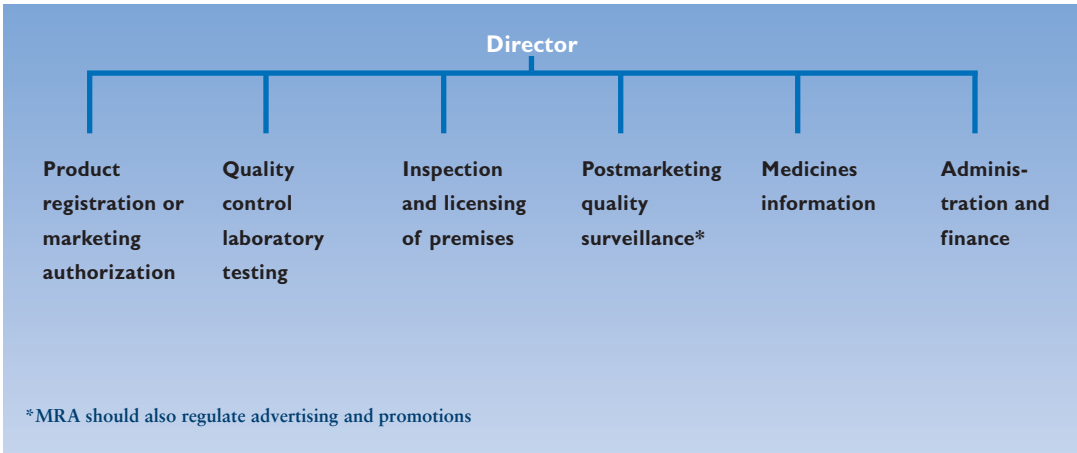 Director
Product
registration or
marketing
authorization
Quality
control
laboratory
testing
Inspection
and licensing
of premises
Postmarketing
quality
surveillance*
Medicines
information
Adminis-
tration and
finance
*MRA should also regulate advertising and promotions